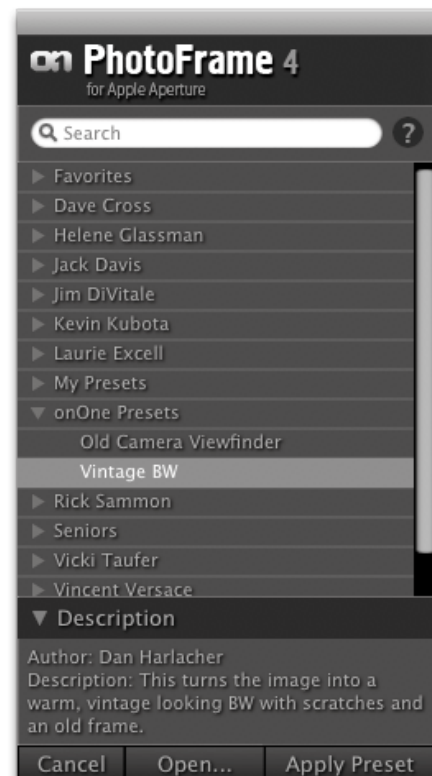 on PhotoFrame 4
for Apple Aperture
Search
?
Favorites
Dave Cross
Helene Glassman
Jack Davis
Jim DiVitale
Kevin Kubota
Laurie Excell
My Presets
onOne Presets
Old Camera Viewfinder
Vintage BW
Rick Sammon
Seniors
Vicki Taufer
Vincent Versace
Description
Author: Dan Harlacher
Description: This turns the image into a
warm, vintage looking BW with scratches and
an old frame.
Cancel Open... Apply Preset